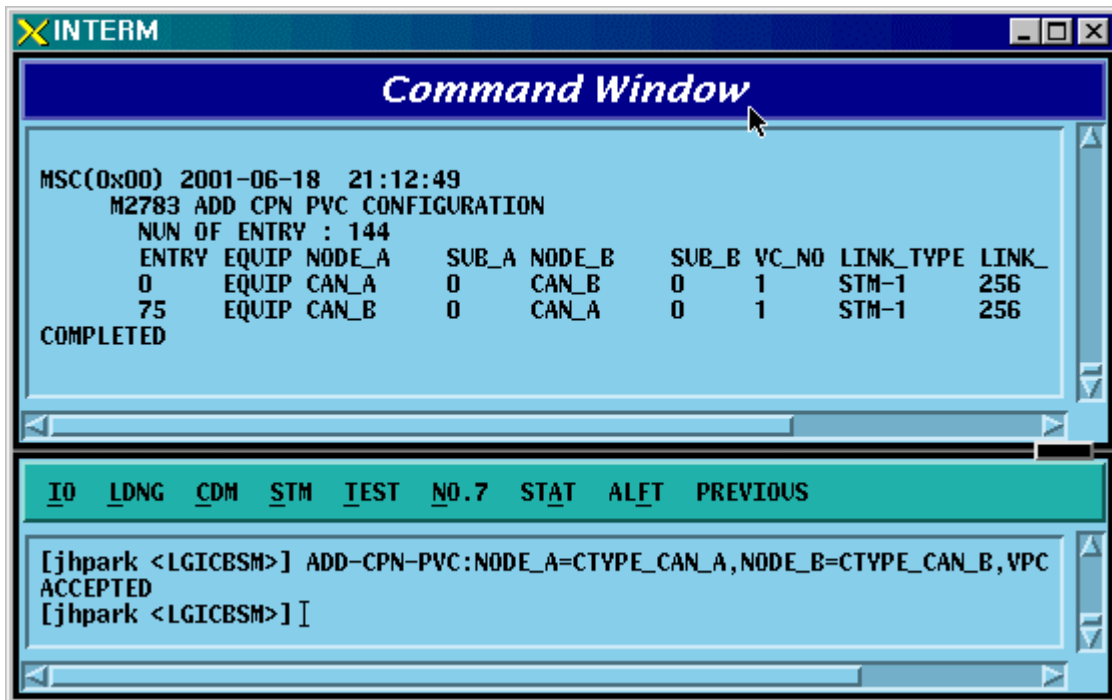 INTERM
Command Window
MSC(0x00) 2001-06-18 21:12:49
M2783 ADD CPN PVC CONFIGURATION
NUN OF ENTRY : 144
ENTRY EQUIP NODE_A SUB_A NODE_B SUB_B VC_NO LINK_TYPE LINK_
0 EQUIP CAN_A 0 CAN_B 0 1 STM-1 256
75 EQUIP CAN_B 0 CAN_A 0 1 STM-1 256
COMPLETED
IO LDNG CDM STM TEST NO.7 STAT ALFT PREVIOUS
[jhpark <LGICBSM>] ADD-CPN-PVC:NODE_A=CTYPE_CAN_A,NODE_B=CTYPE_CAN_B,VPC
ACCEPTED
[jhpark <LGICBSM>]